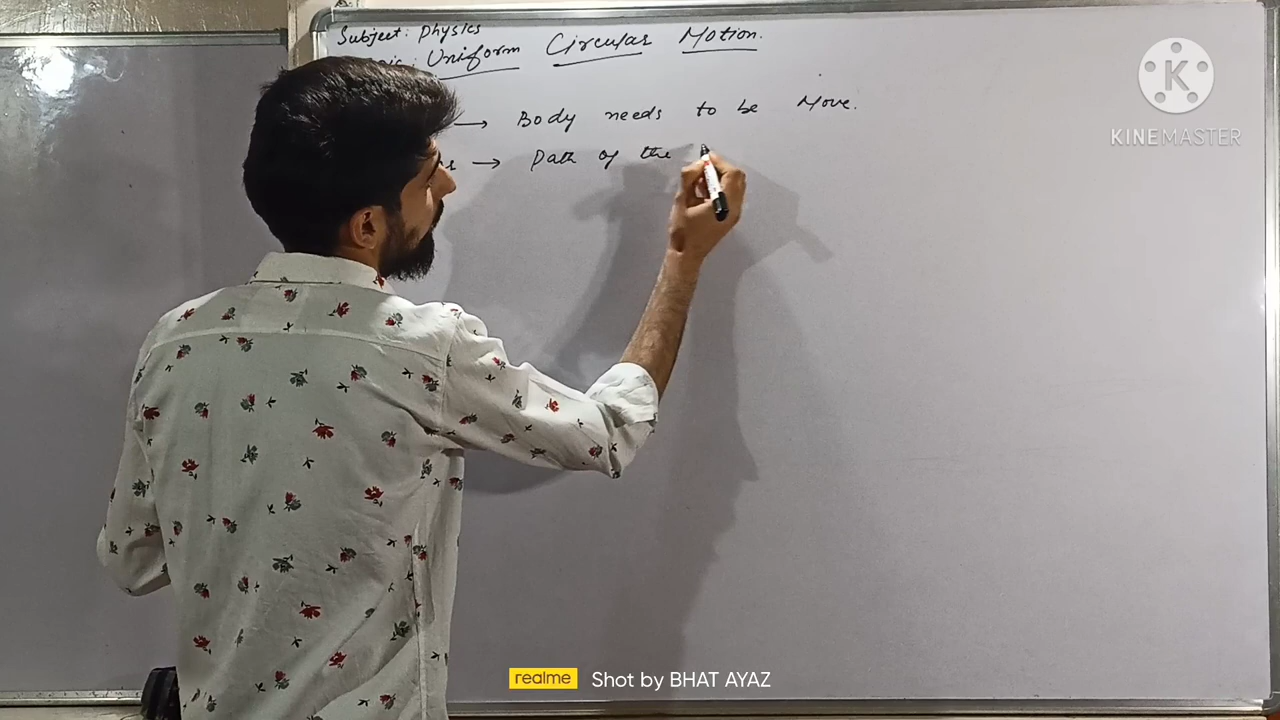 Subject: Physics
Uniform Circular Motion.
→ Body needs to be Move.
→ Path of the
KINEMASTER
realme Shot by BHAT AYAZ